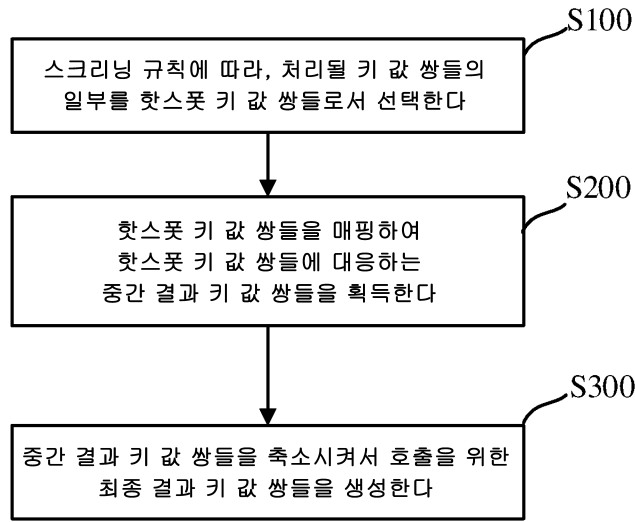 S100
스크리닝 규칙에 따라, 처리될 키 값 쌍들의
일부를 핫스폿 키 값 쌍들로서 선택한다
S200
핫스폿 키 값 쌍들을 매핑하여
핫스폿 키 값 쌍들에 대응하는
중간 결과 키 값 쌍들을 획득한다
S300
중간 결과 키 값 쌍들을 축소시켜서 호출을 위한
최종 결과 키 값 쌍들을 생성한다